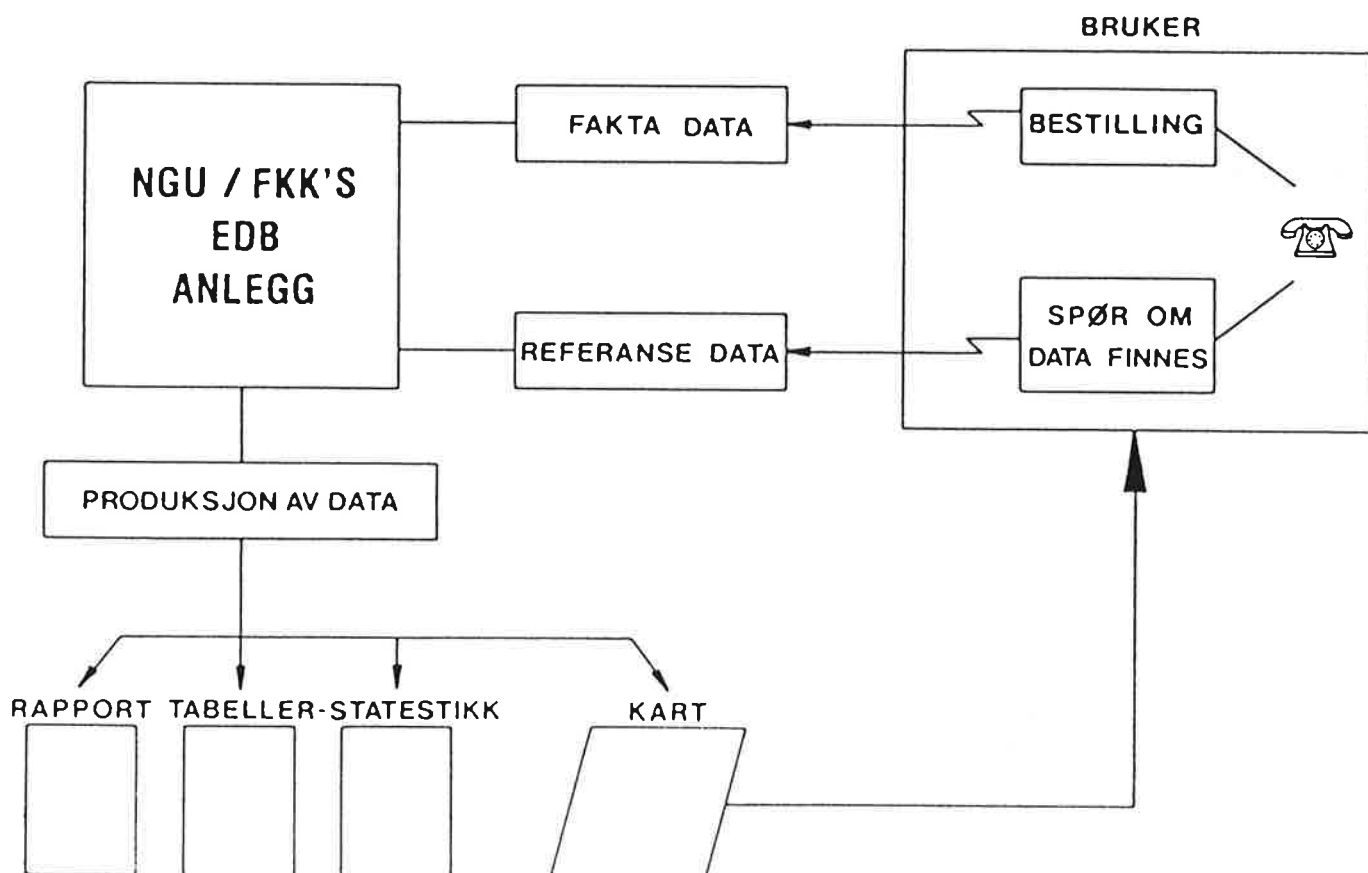 BRUKER
FAKTA DATA
BESTILLING
NGU / FKK'S
EDB
ANLEGG
REFERANSE DATA
SPØR OM
DATA FINNES
PRODUKSJON AV DATA
RAPPORT TABELLER-STATESTIKK
KART